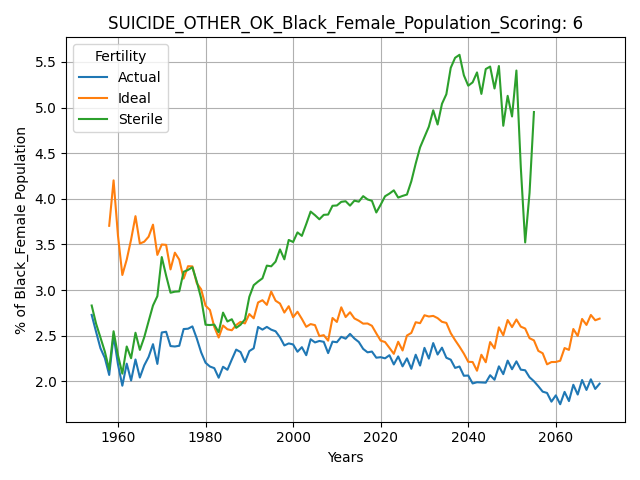 SUICIDE_OTHER_OK_Black_Female_Population_Scoring: 6
% of Black_Female Population
5.5
5.0
4.5
4.0
3.5
3.0
2.5
2.0
Fertility
Actual
Ideal
Sterile
1960
1980
2000
2020
2040
2060
Years